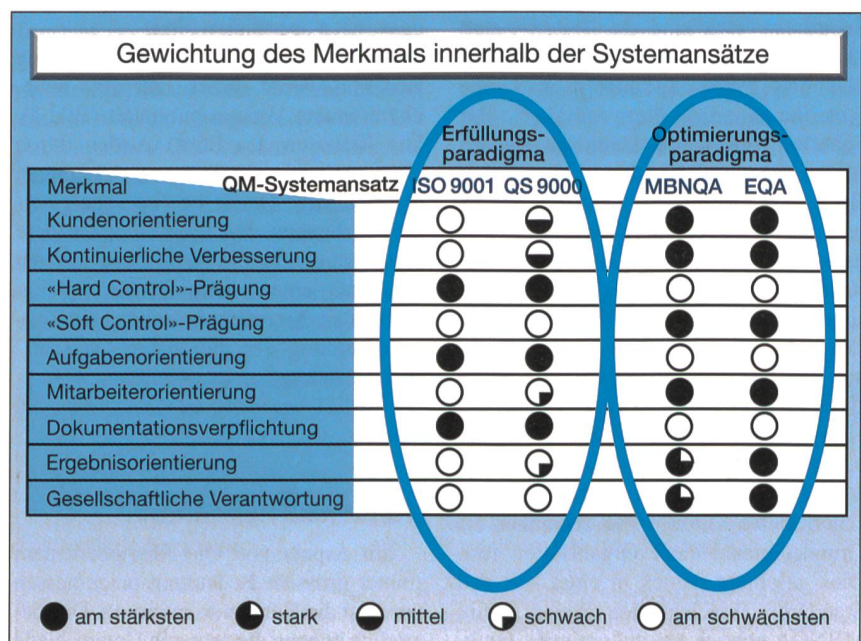 Gewichtung des Merkmals innerhalb der Systemansätze
Erfüllungs-
paradigma
Optimierungs-
paradigma
Merkmal QM-Systemansatz ISO 9001 QS 9000 MBNQA EQA
Kundenorientierung
Kontinuierliche Verbesserung
«Hard Control»-Prägung
«Soft Control»-Prägung
Aufgabenorientierung
Mitarbeiterorientierung
Dokumentationsverpflichtung
Ergebnisorientierung
Gesellschaftliche Verantwortung
am stärksten stark mittel schwach am schwächsten